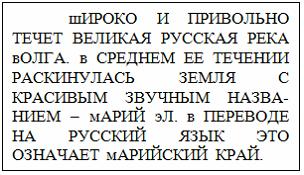 шИРОКО И ПРИВОЛЬНО
ТЕЧЕТ ВЕЛИКАЯ РУССКАЯ РЕКА
вОЛГА. в СРЕДНЕМ ЕЕ ТЕЧЕНИИ
РАСКИНУЛАСЬ ЗЕМЛЯ С
КРАСИВЫМ ЗВУЧНЫМ НАЗВА-
НИЕМ – мАРИЙ эЛ. в ПЕРЕВОДЕ
НА РУССКИЙ ЯЗЫК ЭТО
ОЗНАЧАЕТ мАРИЙСКИЙ КРАЙ.